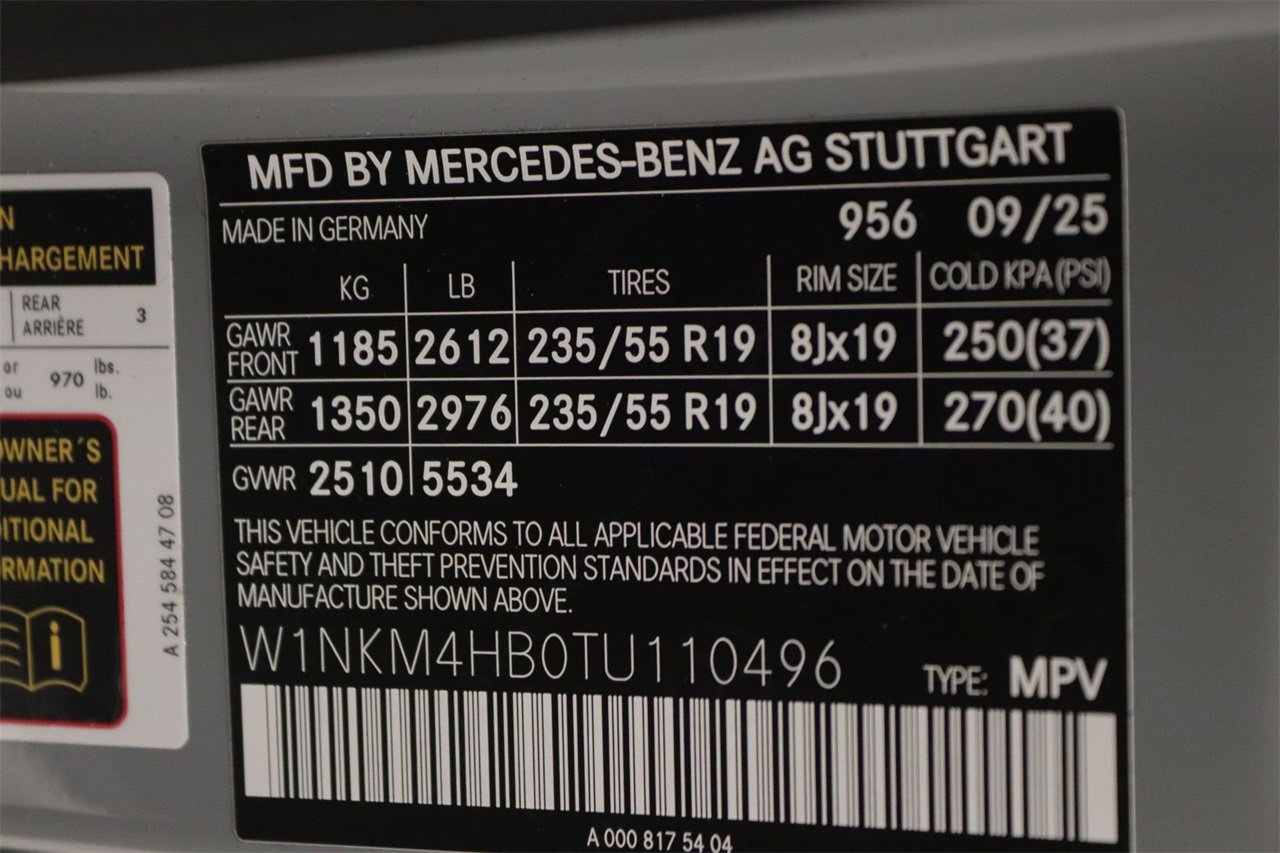 N
HARGEMENT
REAR
ARRIÈRE
3
or
ou
970
lbs.
lb.
OWNER´S
UAL FOR
DITIONAL
RMATION
i
A 254 584 47 08
MFD BY MERCEDES-BENZ AG STUTTGART
MADE IN GERMANY 956 09/25
KG LB TIRES RIM SIZE COLD KPA(PSI)
GAWR FRONT 1185 2612 235/55 R19 8Jx19 250(37)
GAWR REAR 1350 2976 235/55 R19 8Jx19 270(40)
GVWR 2510 5534
THIS VEHICLE CONFORMS TO ALL APPLICABLE FEDERAL MOTOR VEHICLE
SAFETY AND THEFT PREVENTION STANDARDS IN EFFECT ON THE DATE OF
MANUFACTURE SHOWN ABOVE.
W1NKM4HB0TU110496 TYPE: MPV
A 000 817 54 04